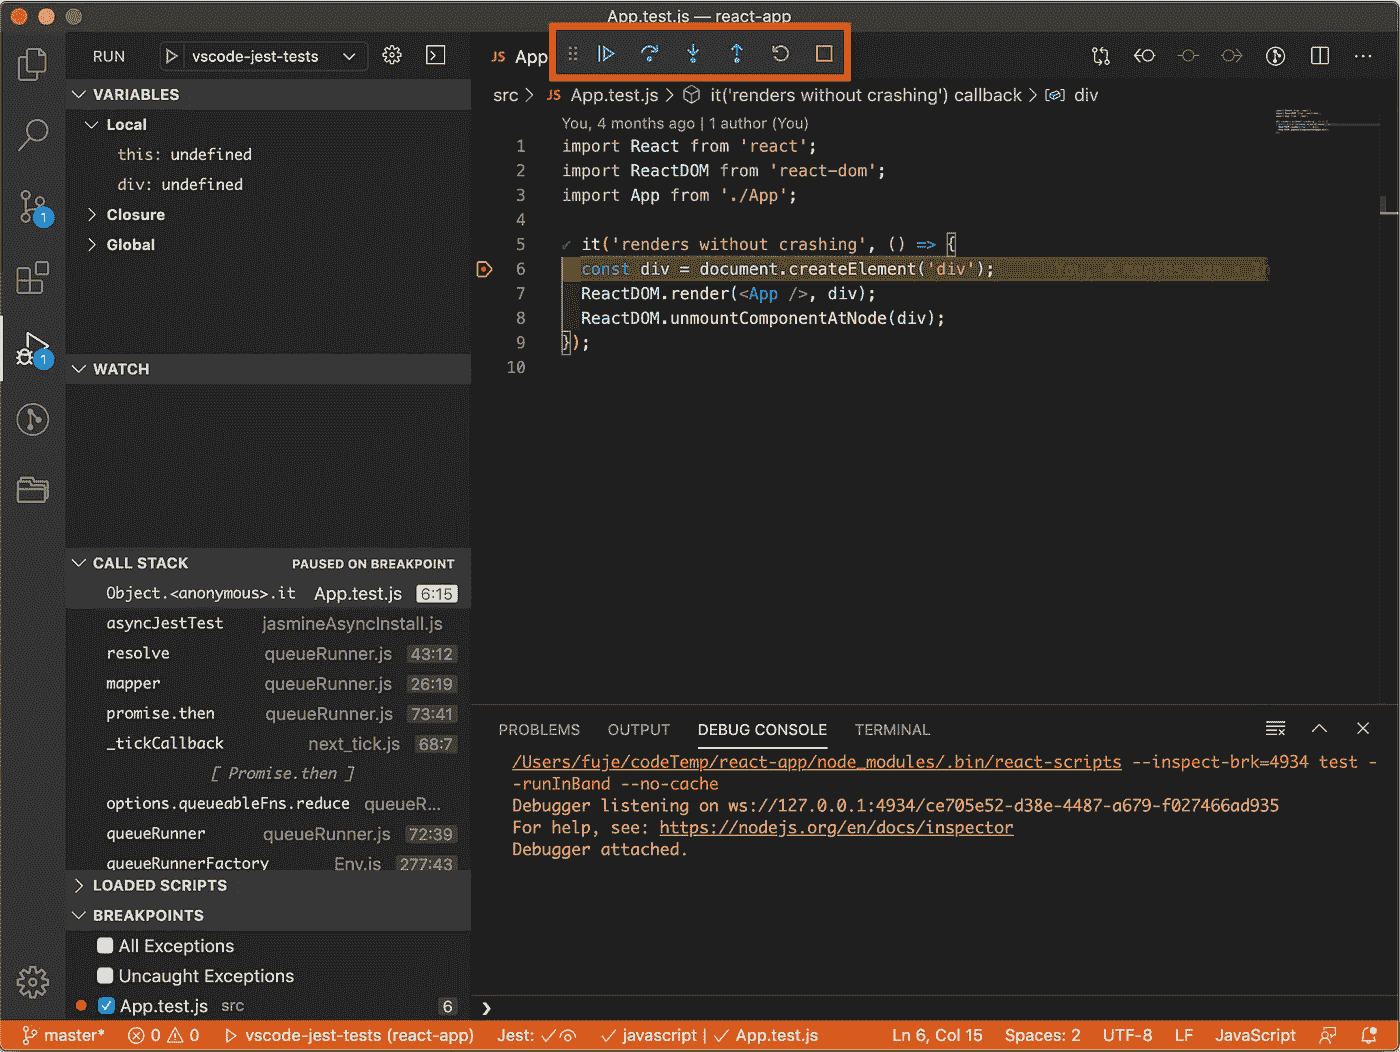 App.test.js — react-app
RUN
vscode-jest-tests
JS App
VARIABLES
Local
this: undefined
div: undefined
Closure
Global
WATCH
CALL STACK PAUSED ON BREAKPOINT
Object.<anonymous>.it App.test.js 6:15
asyncJestTest jasmineAsyncInstall.js
resolve queueRunner.js 43:12
mapper queueRunner.js 26:19
promise.then queueRunner.js 73:41
_tickCallback next_tick.js 68:7
[ Promise.then ]
options.queueableFns.reduce queueR...
queueRunner queueRunner.js 72:39
queueRunnerFactory Env.js 277:43
LOADED SCRIPTS
BREAKPOINTS
All Exceptions
Uncaught Exceptions
App.test.js src 6
1
1
src > JS App.test.js > it('renders without crashing') callback > div
You, 4 months ago | 1 author (You)
1 import React from 'react';
2 import ReactDOM from 'react-dom';
3 import App from './App';
4
5 it('renders without crashing', () => {
6 const div = document.createElement('div'); You, 4 months ago • In
7 ReactDOM.render(<App />, div);
8 ReactDOM.unmountComponentAtNode(div);
9 });
10
PROBLEMS OUTPUT DEBUG CONSOLE TERMINAL
/Users/fuje/codeTemp/react-app/node_modules/.bin/react-scripts --inspect-brk=4934 test -
-runInBand --no-cache
Debugger listening on ws://127.0.0.1:4934/ce705e52-d38e-4487-a679-f027466ad935
For help, see: https://nodejs.org/en/docs/inspector
Debugger attached.
master* 0 0 vscode-jest-tests (react-app) Jest: javascript | App.test.js Ln 6, Col 15 Spaces: 2 UTF-8 LF JavaScript